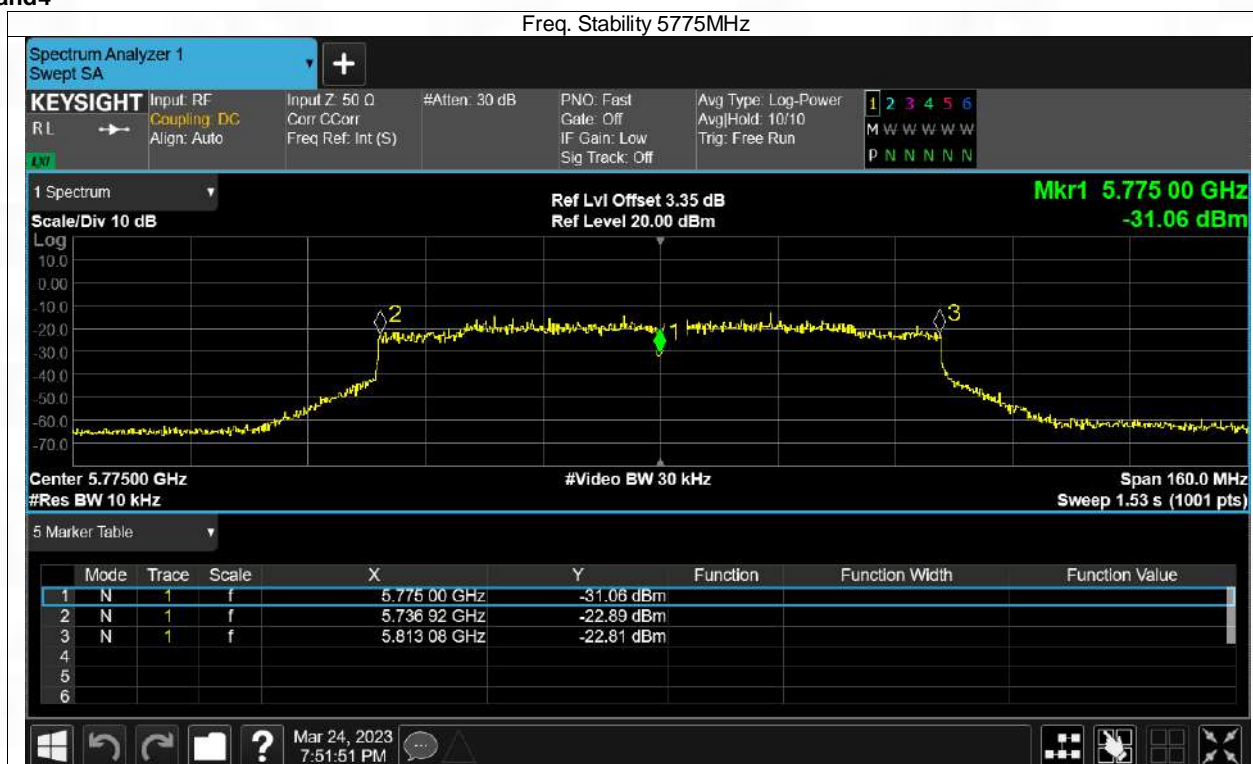 and4
Freq. Stability 5775MHz
Spectrum Analyzer 1
Swept SA
+
KEYSIGHT Input: RF Input Z: 50 Ω #Atten: 30 dB PNO: Fast Avg Type: Log-Power 1 2 3 4 5 6
RL Coupling: DC Corr CCorr Gate: Off Avg|Hold: 10/10 M W W W W W
Align: Auto Freq Ref: Int (S) IF Gain: Low Trig: Free Run
LXI Sig Track: Off P N N N N N
1 Spectrum Ref Lvl Offset 3.35 dB Mkr1 5.775 00 GHz
Scale/Div 10 dB Ref Level 20.00 dBm -31.06 dBm
Log
10.0
0.00
-10.0
2 3
-20.0 1
-30.0
-40.0
-50.0
-60.0
-70.0
Center 5.77500 GHz #Video BW 30 kHz Span 160.0 MHz
#Res BW 10 kHz Sweep 1.53 s (1001 pts)
5 Marker Table
Mode Trace Scale X Y Function Function Width Function Value
1 N 1 f 5.775 00 GHz -31.06 dBm
2 N 1 f 5.736 92 GHz -22.89 dBm
3 N 1 f 5.813 08 GHz -22.81 dBm
4
5
6
? Mar 24, 2023
7:51:51 PM